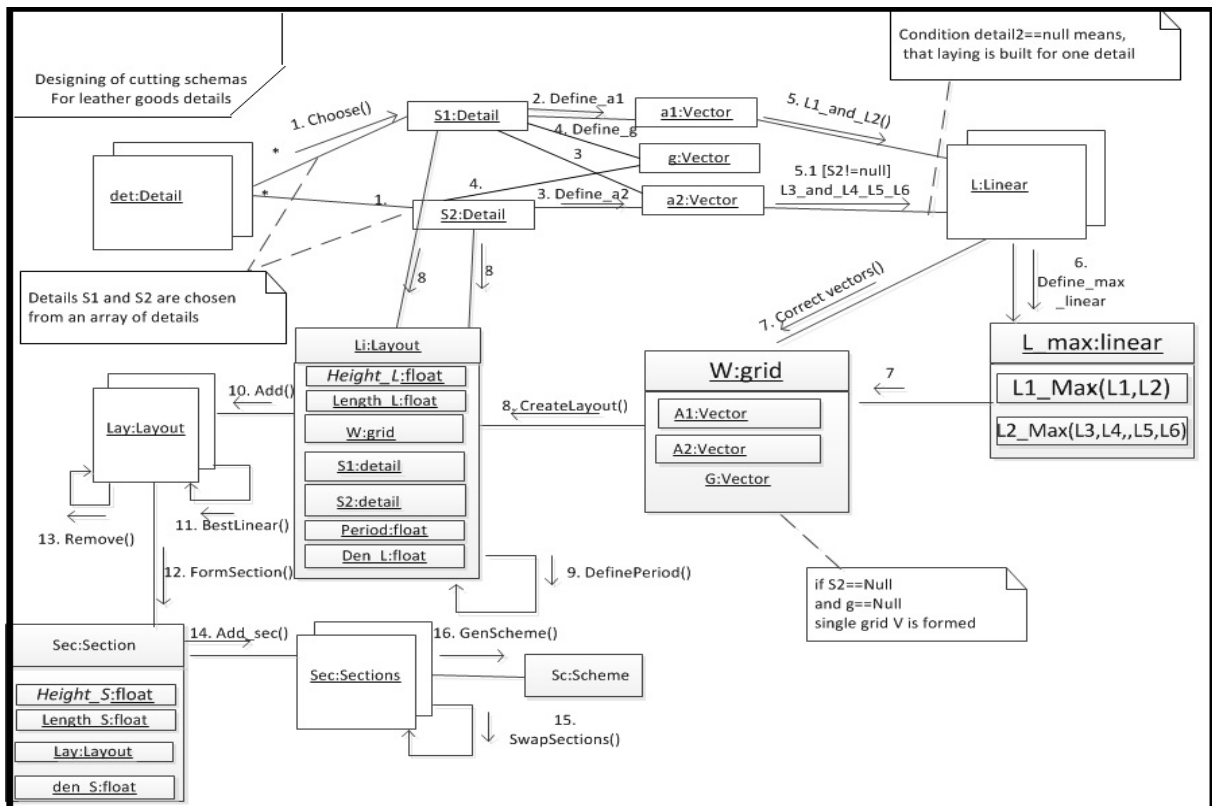 Designing of cutting schemas
For leather goods details
Condition detail2==null means,
that laying is built for one detail
1. Choose()
S1:Detail
2. Define_a1
a1:Vector
5. L1_and_L2()
4. Define_g
3
g:Vector
*
det:Detail
*
1.
4.
S2:Detail
3. Define_a2
a2:Vector
5.1 [S2!=null]
L3_and_L4_L5_L6
L:Linear
Details S1 and S2 are chosen
from an array of details
8
8
7. Correct vectors()
6.
Define_max
_linear
Li:Layout
Height_L:float
Length_L:float
W:grid
S1:detail
S2:detail
Period:float
Den_L:float
W:grid
A1:Vector
A2:Vector
G:Vector
7
L_max:linear
L1_Max(L1,L2)
L2_Max(L3,L4,,L5,L6)
10. Add()
Lay:Layout
8. CreateLayout()
11. BestLinear()
13. Remove()
12. FormSection()
9. DefinePeriod()
if S2==Null
and g==Null
single grid V is formed
Sec:Section
Height_S:float
Length_S:float
Lay:Layout
den_S:float
14. Add_sec()
Sec:Sections
16. GenScheme()
Sc:Scheme
15.
SwapSections()